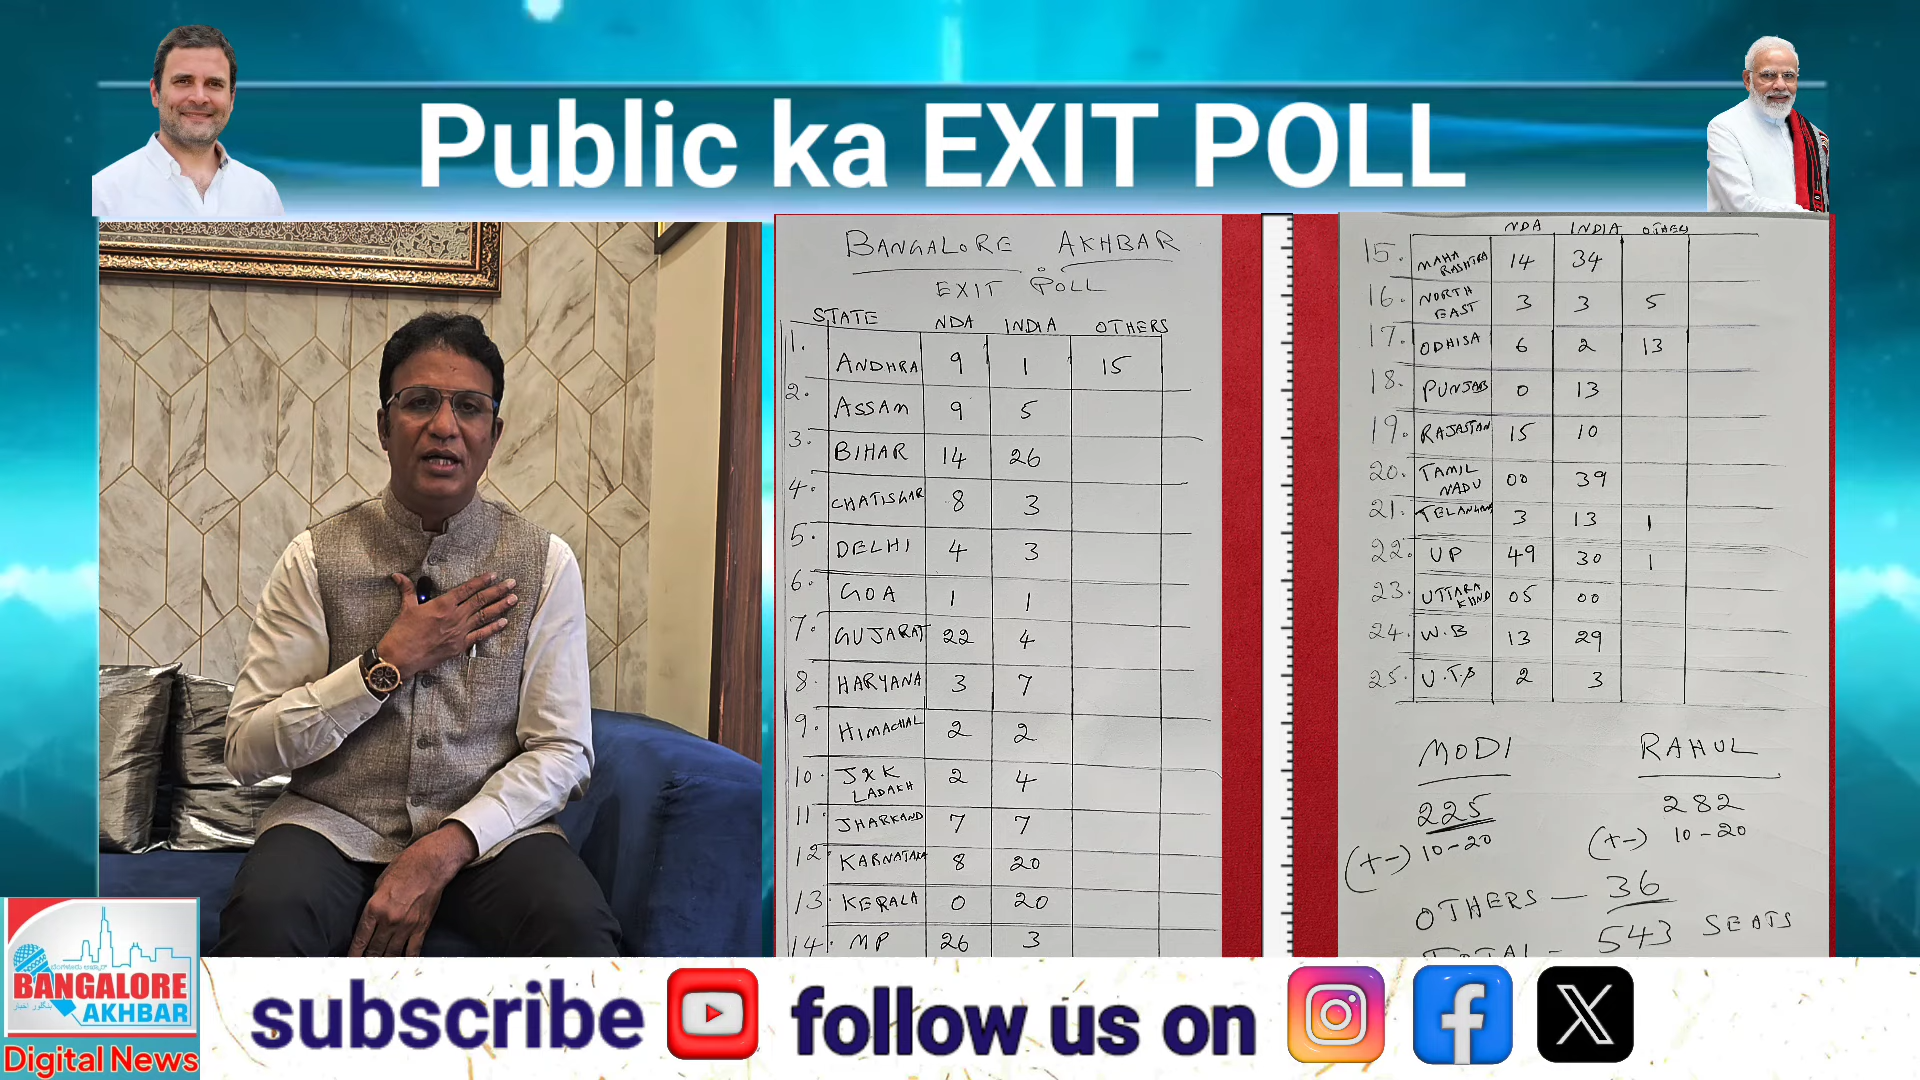 Public ka EXIT POLL
BANGALORE AKHBAR
EXIT POLL
STATE NDA INDIA OTHERS
1. ANDHRA 9 1 15
2. ASSAM 9 5
3. BIHAR 14 26
4. CHATISGAR 8 3
5. DELHI 4 3
6. GOA 1 1
7. GUJARAT 22 4
8. HARYANA 3 7
9. HIMACHAL 2 2
10. J&K LADAKH 2 4
11. JHARKAND 7 7
12. KARNATAKA 8 20
13. KERALA 0 20
14. MP 26 3
NDA INDIA OTHERS
15. MAHA RASHTRA 14 34
16. NORTH EAST 3 3 5
17. ODHISA 6 2 13
18. PUNJAB 0 13
19. RAJASTAN 15 10
20. TAMIL NADU 00 39
21. TELANGANA 3 13 1
22. UP 49 30 1
23. UTTARA KHND 05 00
24. W.B 13 29
25. U.T.S 2 3
MODI RAHUL
225 282
(+-) 10-20 (+-) 10-20
OTHERS — 36
TOTAL - 543 SEATS
BANGALORE
AKHBAR
Digital News
subscribe follow us on